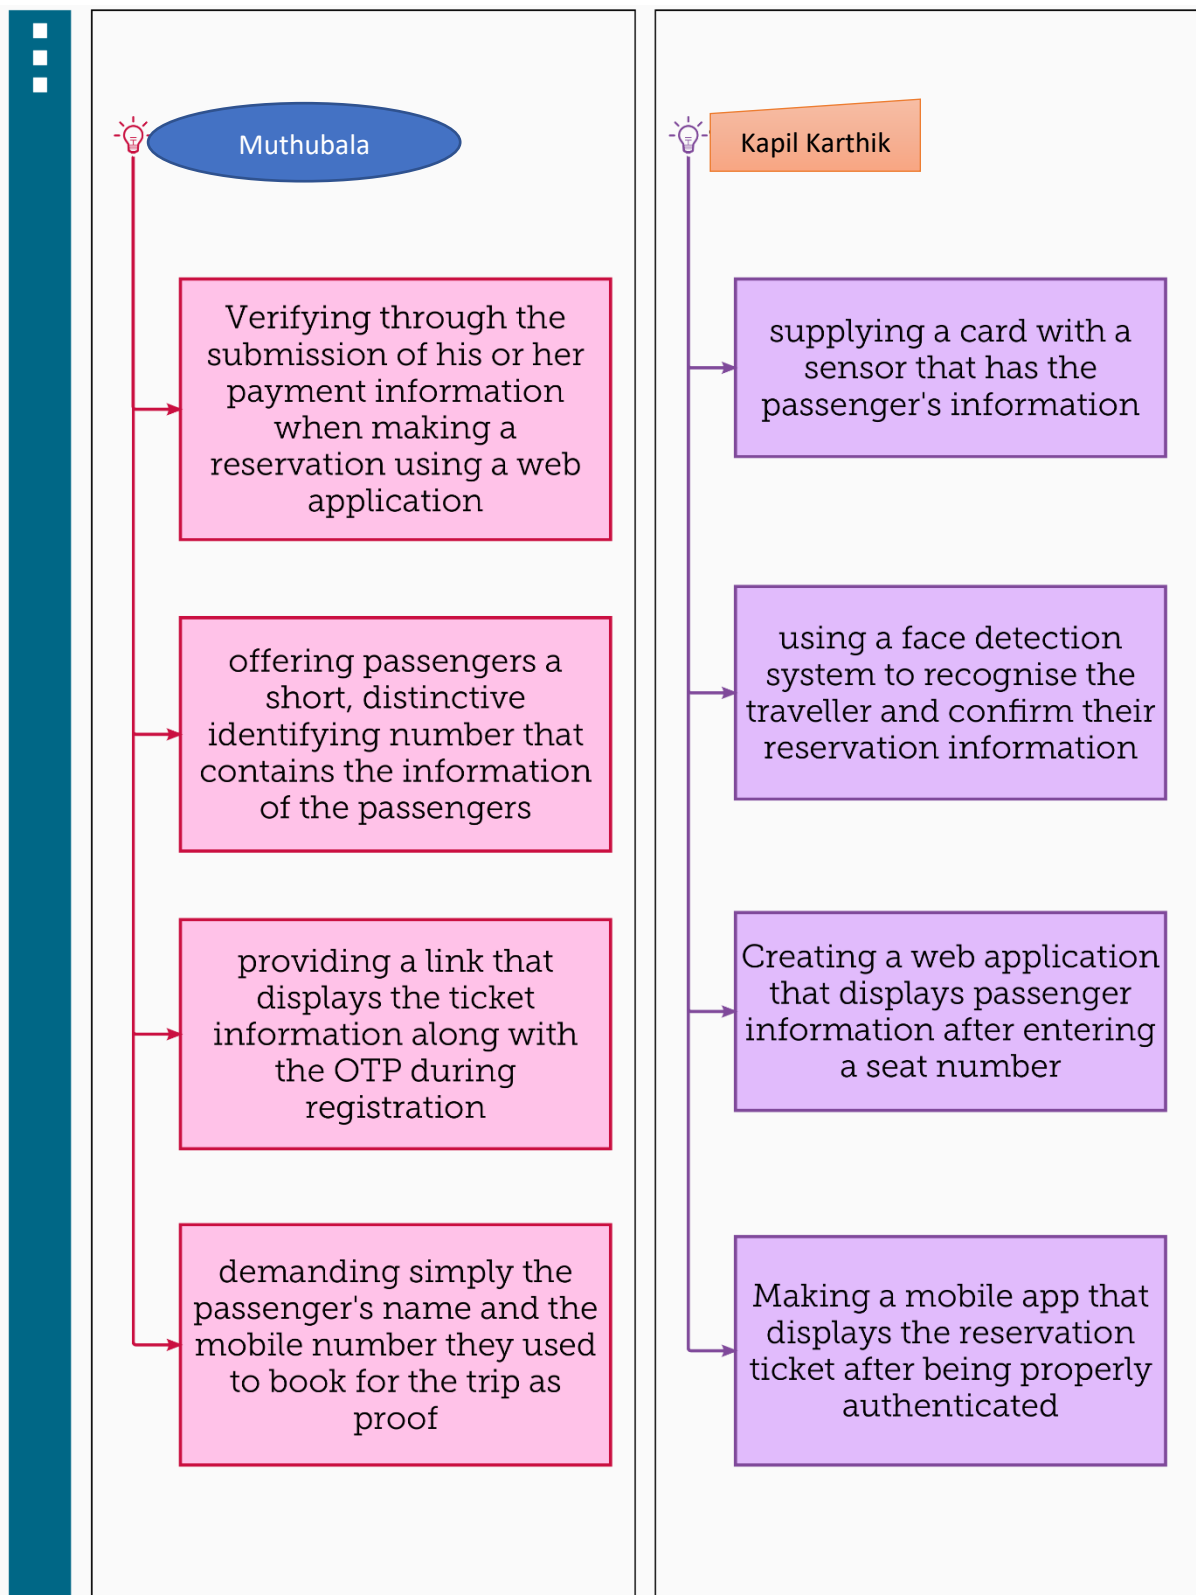 Muthubala
Verifying through the
submission of his or her
payment information
when making a
reservation using a web
application
offering passengers a
short, distinctive
identifying number that
contains the information
of the passengers
providing a link that
displays the ticket
information along with
the OTP during
registration
demanding simply the
passenger's name and the
mobile number they used
to book for the trip as
proof
Kapil Karthik
supplying a card with a
sensor that has the
passenger's information
using a face detection
system to recognise the
traveller and confirm their
reservation information
Creating a web application
that displays passenger
information after entering
a seat number
Making a mobile app that
displays the reservation
ticket after being properly
authenticated